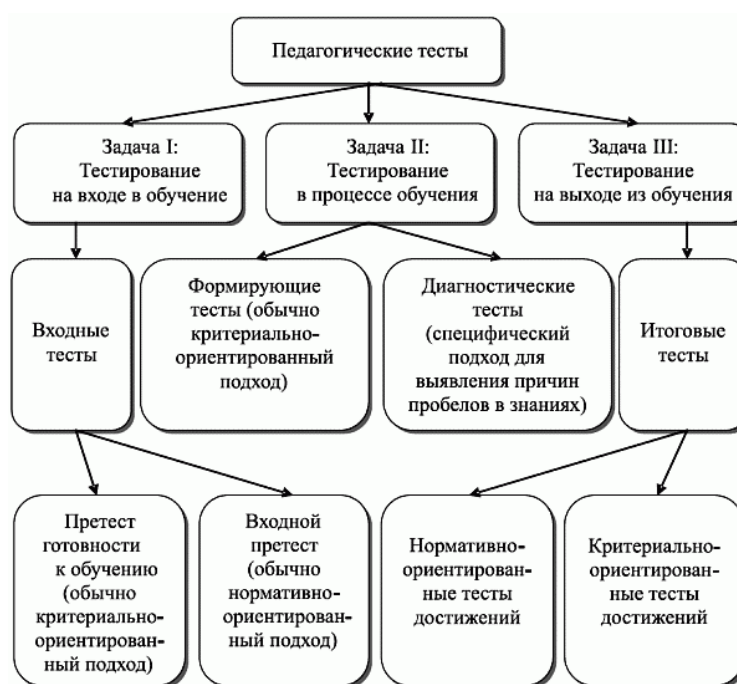 Педагогические тесты
Задача I:
Тестирование
на входе в обучение
Задача II:
Тестирование
в процессе обучения
Задача III:
Тестирование
на выходе из обучения
Входные
тесты
Формирующие
тесты (обычно
критериально-
ориентированный
подход)
Диагностические
тесты
(специфический
подход для
выявления причин
пробелов в знаниях)
Итоговые
тесты
Претест
готовности
к обучению
(обычно
критериально-
ориентирован-
ный подход)
Входной
претест
(обычно
нормативно-
ориентирован-
ный подход)
Нормативно-
ориентирован-
ные тесты
достижений
Критериально-
ориентирован-
ные тесты
достижений